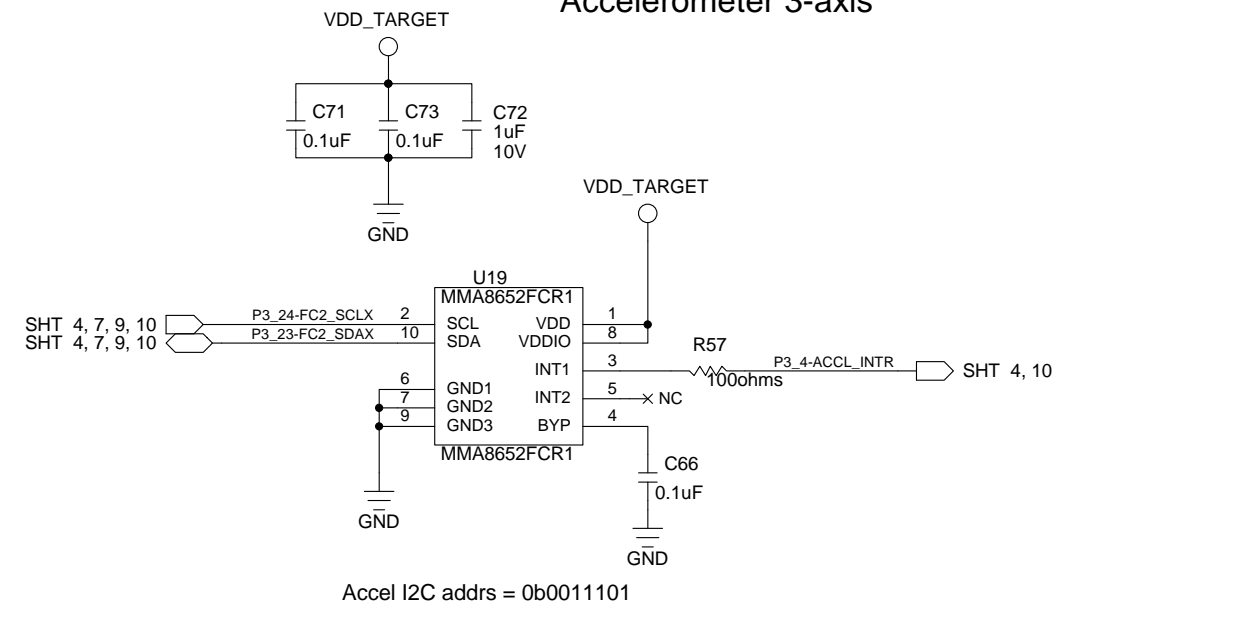 Accelerometer 3-axis
VDD_TARGET
C71
0.1uF
C73
0.1uF
C72
1uF
10V
GND
VDD_TARGET
U19
MMA8652FCR1
SHT 4, 7, 9, 10
P3_24-FC2_SCLX
2
SCL
VDD
1
SHT 4, 7, 9, 10
P3_23-FC2_SDAX
10
SDA
VDDIO
8
INT1
3
R57
100ohms
P3_4-ACCL_INTR
SHT 4, 10
6
GND1
7
GND2
INT2
5
NC
9
GND3
BYP
4
MMA8652FCR1
C66
0.1uF
GND
GND
Accel I2C addrs = 0b0011101